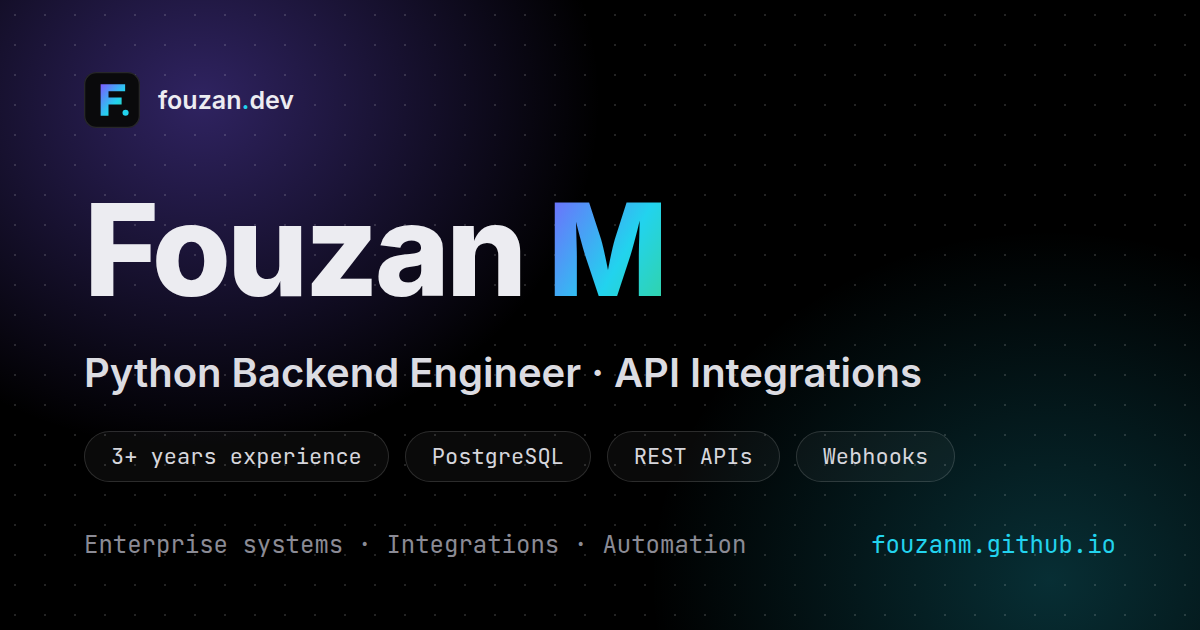 F.
fouzan.dev
Fouzan M
Python Backend Engineer · API Integrations
3+ years experience
PostgreSQL
REST APIs
Webhooks
Enterprise systems · Integrations · Automation
fouzanm.github.io